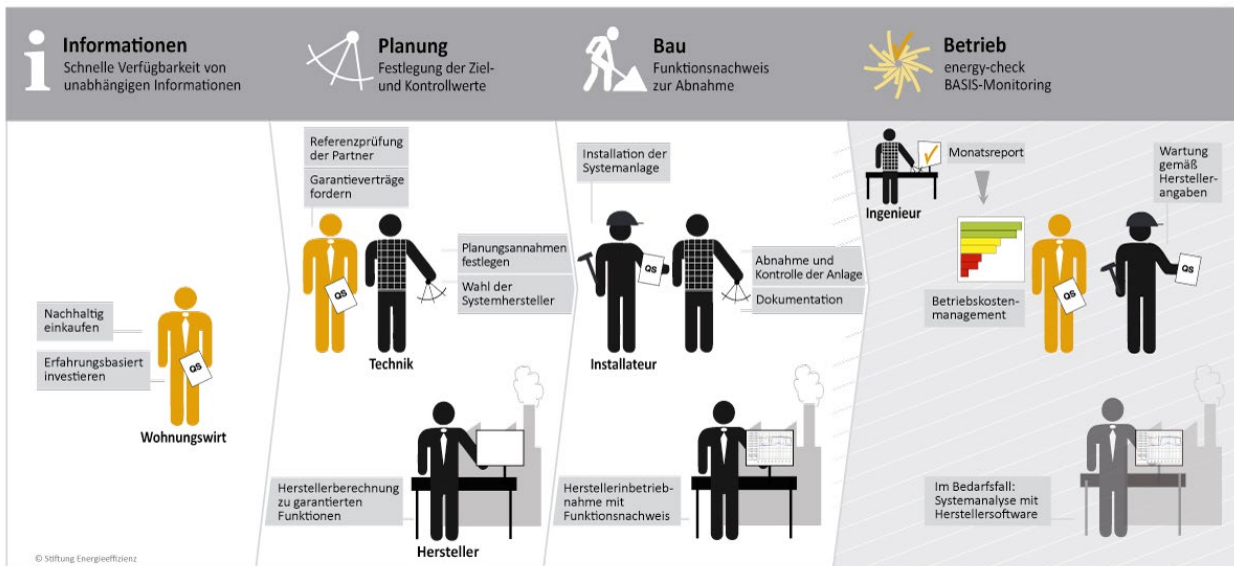 Informationen
Schnelle Verfügbarkeit von
unabhängigen Informationen
Planung
Festlegung der Ziel-
und Kontrollwerte
Bau
Funktionsnachweis
zur Abnahme
Betrieb
energy-check
BASIS-Monitoring
Nachhaltig
einkaufen
Erfahrungsbasiert
investieren
QS
Wohnungswirt
Referenzprüfung
der Partner
Garantieverträge
fordern
QS
Planungsannahmen
festlegen
Wahl der
Systemhersteller
Technik
Herstellerberechnung
zu garantierten
Funktionen
Hersteller
Installation der
Systemanlage
QS
Abnahme und
Kontrolle der Anlage
Dokumentation
Installateur
Herstellerinbetrieb-
nahme mit
Funktionsnachweis
Ingenieur
Monatsreport
Wartung
gemäß
Hersteller-
angaben
QS
QS
Betriebskosten-
management
Im Bedarfsfall:
Systemanalyse mit
Herstellersoftware
© Stiftung Energieeffizienz